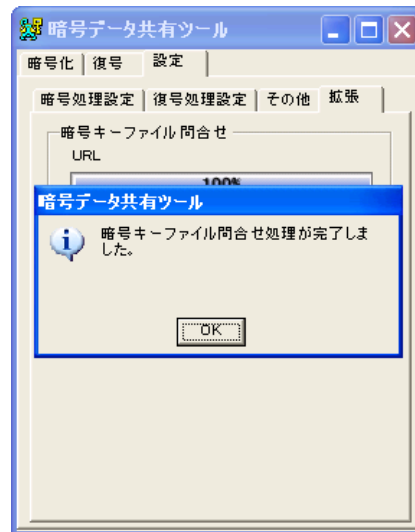 暗号データ共有ツール
暗号化 復号 設定
暗号処理設定 復号処理設定 その他 拡張
暗号キーファイル問合せ
URL
100%
暗号データ共有ツール
暗号キーファイル問合せ処理が完了しま
した。
OK